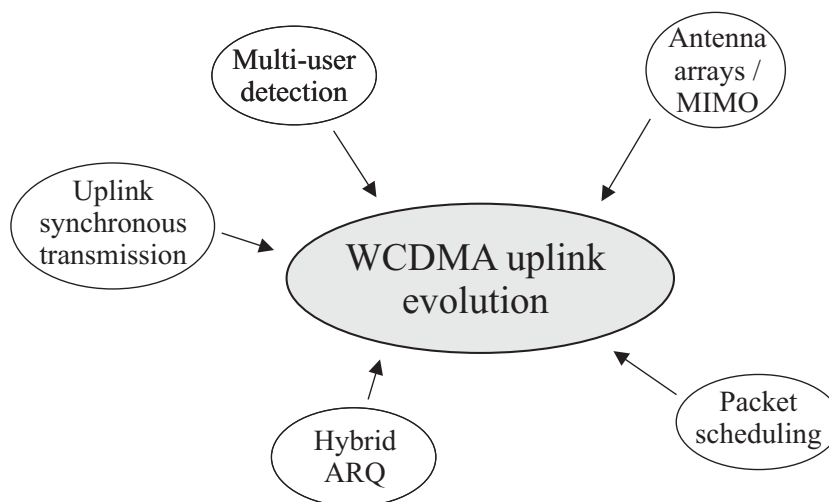 Multi-user
detection
Antenna
arrays /
MIMO
Uplink
synchronous
transmission
WCDMA uplink
evolution
Hybrid
ARQ
Packet
scheduling